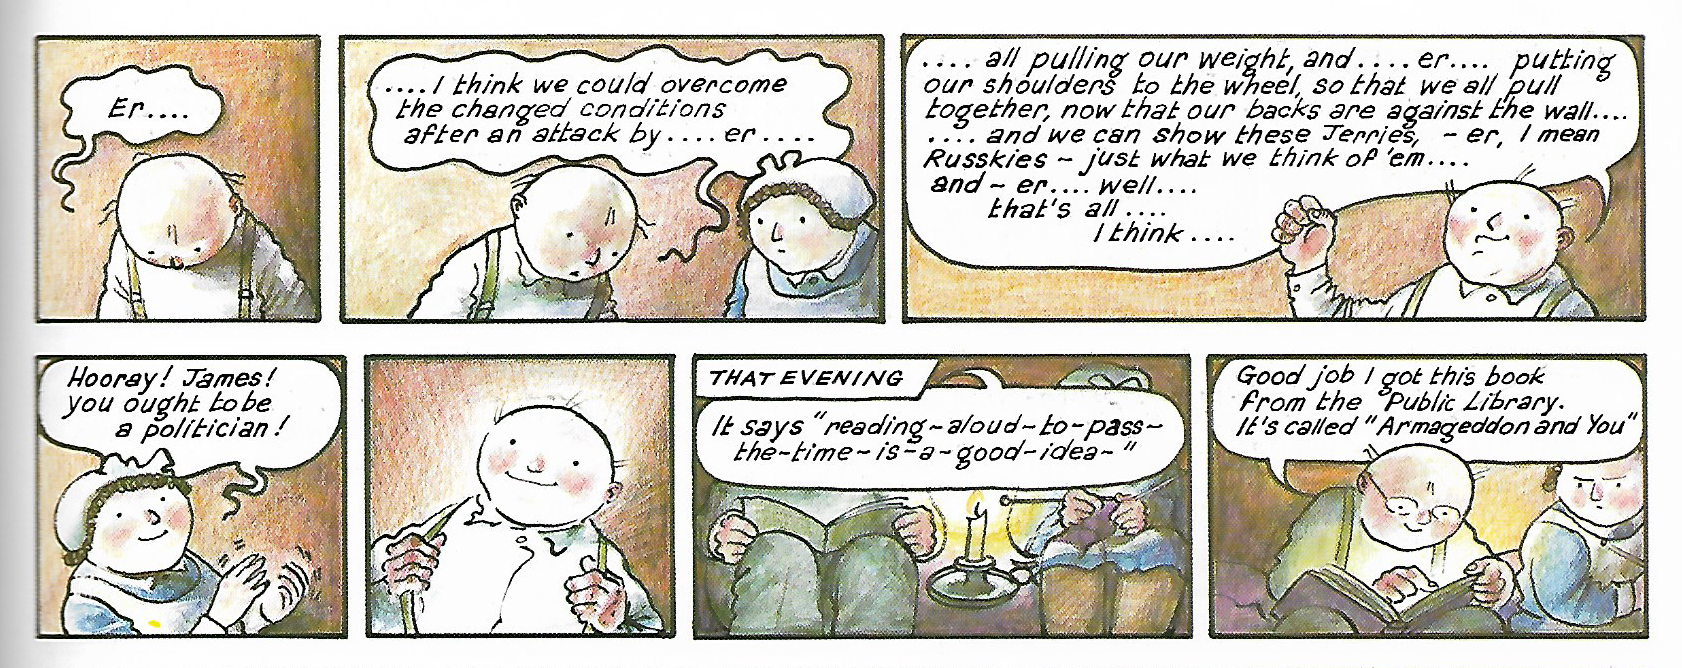 Er....
....I think we could overcome
the changed conditions
after an attack by....er....
.... all pulling our weight, and....er.... putting
our shoulders to the wheel, so that we all pull
together, now that our backs are against the wall....
.... and we can show these Jerries, ~ er, I mean
Russkies ~ just what we think of 'em....
and ~ er.... well....
that's all ....
I think ....
Hooray! James!
you ought to be
a politician!
THAT EVENING
It says "reading~aloud~to~pass~
the~time~is~a~good~idea~"
Good job I got this book
from the Public Library.
It's called "Armageddon and You"